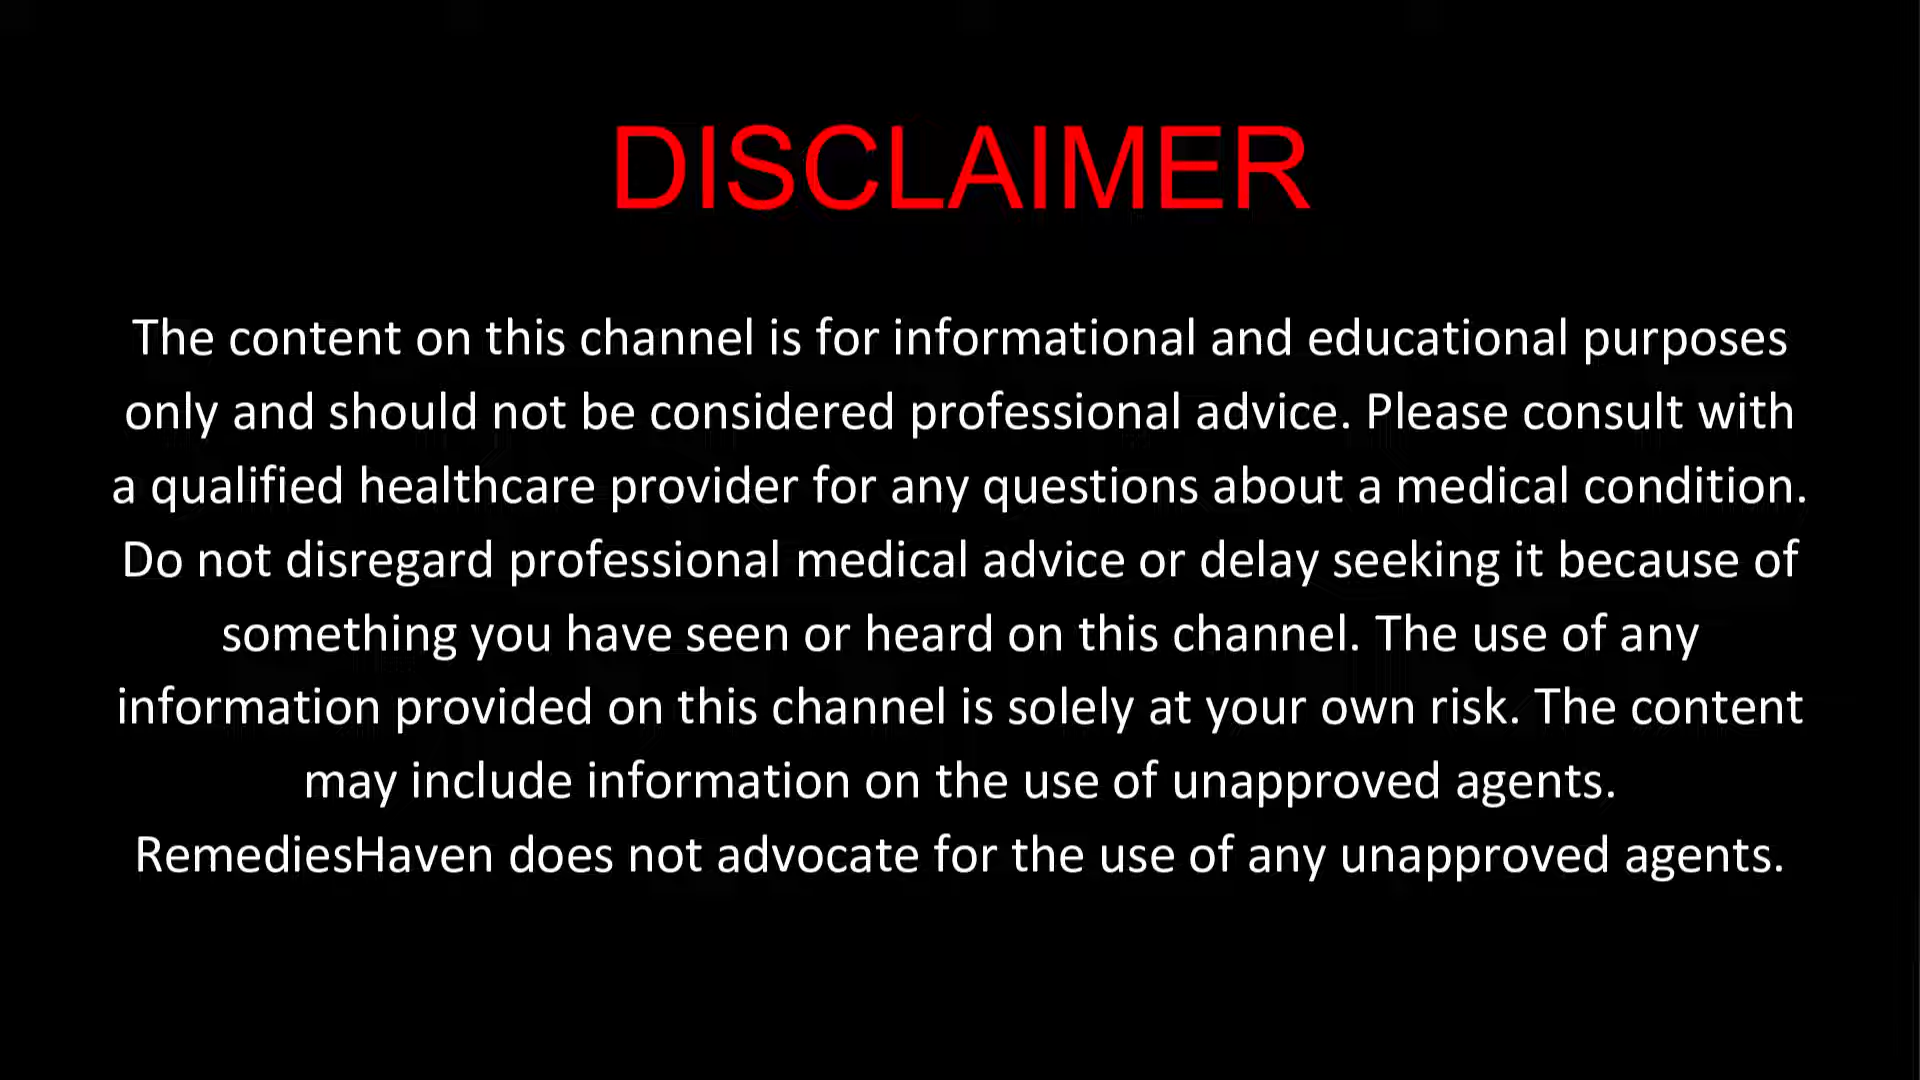 DISCLAIMER
The content on this channel is for informational and educational purposes
only and should not be considered professional advice. Please consult with
a qualified healthcare provider for any questions about a medical condition.
Do not disregard professional medical advice or delay seeking it because of
something you have seen or heard on this channel. The use of any
information provided on this channel is solely at your own risk. The content
may include information on the use of unapproved agents.
RemediesHaven does not advocate for the use of any unapproved agents.